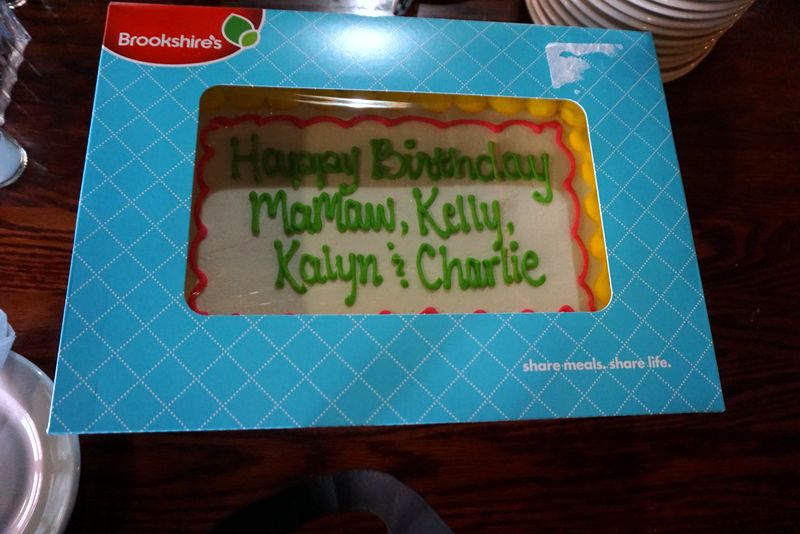 Brookshire's
Happy Birthday
MaMaw, Kelly,
Kalyn & Charlie
share meals. share life.